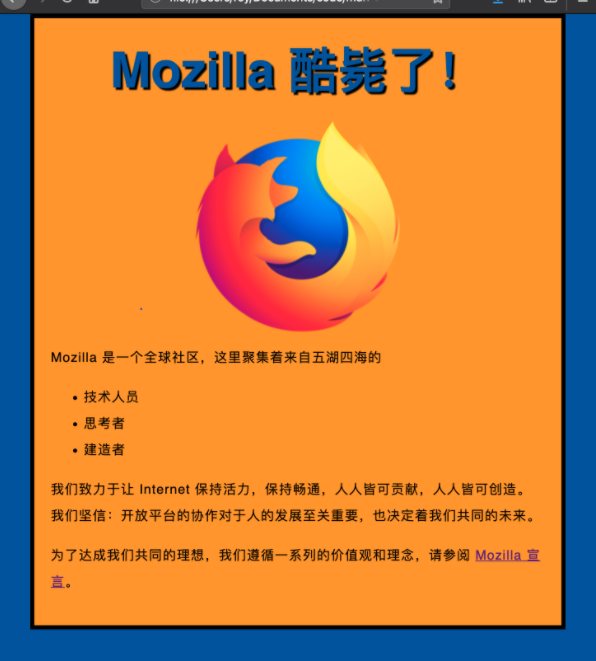 Mozilla 酷毙了！
Mozilla 是一个全球社区，这里聚集着来自五湖四海的
技术人员
思考者
建造者
我们致力于让 Internet 保持活力，保持畅通，人人皆可贡献，人人皆可创造。
我们坚信：开放平台的协作对于人的发展至关重要，也决定着我们共同的未来。
为了达成我们共同的理想，我们遵循一系列的价值观和理念，请参阅 Mozilla 宣
言。